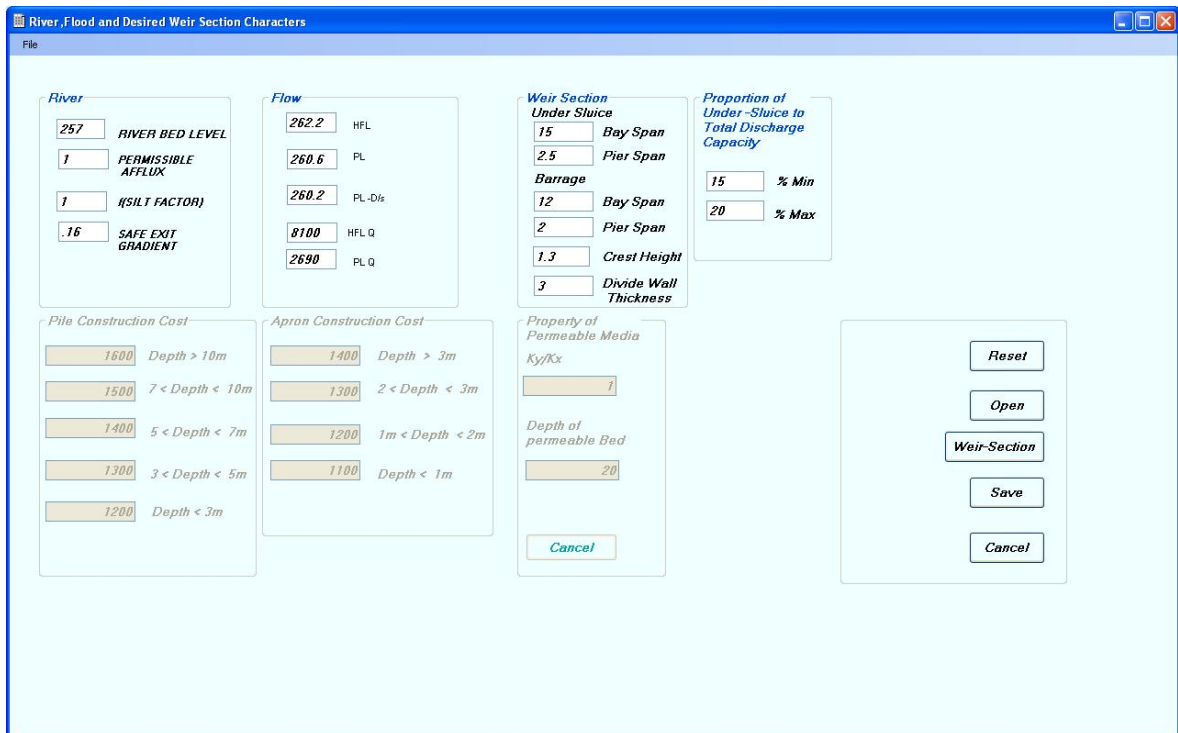 River ,Flood and Desired Weir Section Characters
File
River
257 RIVER BED LEVEL
1 PERMISSIBLE
AFFLUX
1 f(SILT FACTOR)
.16 SAFE EXIT
GRADIENT
Flow
262.2 HFL
260.6 PL
260.2 PL -D/s
8100 HFL Q
2690 PL Q
Weir Section
Under Sluice
15 Bay Span
2.5 Pier Span
Barrage
12 Bay Span
2 Pier Span
1.3 Crest Height
3 Divide Wall
Thickness
Proportion of
Under -Sluice to
Total Discharge
Capacity
15 % Min
20 % Max
Pile Construction Cost
1600 Depth > 10m
1500 7 < Depth < 10m
1400 5 < Depth < 7m
1300 3 < Depth < 5m
1200 Depth < 3m
Apron Construction Cost
1400 Depth > 3m
1300 2 < Depth < 3m
1200 1m < Depth < 2m
1100 Depth < 1m
Property of
Permeable Media
Ky/Kx
1
Depth of
permeable Bed
20
Cancel
Reset
Open
Weir-Section
Save
Cancel